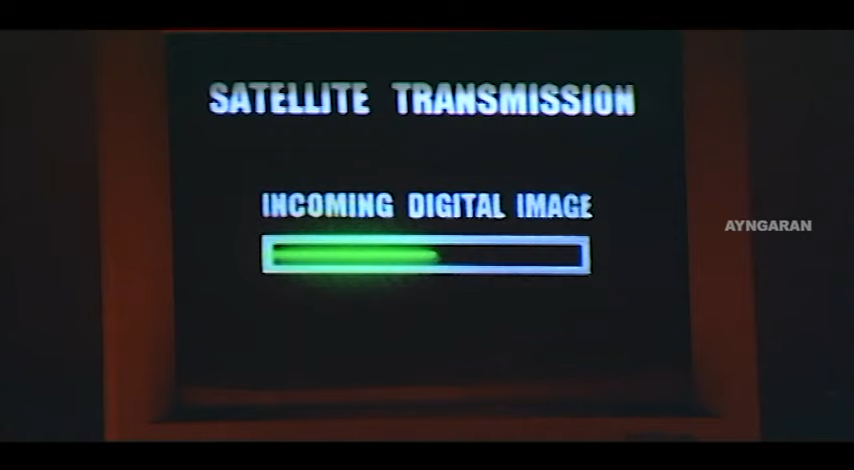 SATELLITE TRANSMISSION
INCOMING DIGITAL IMAGE
AYNGARAN